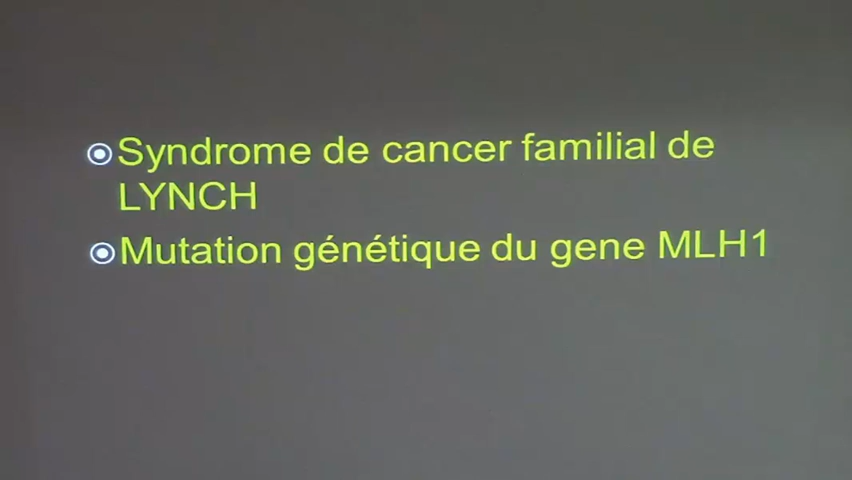 Syndrome de cancer familial de
LYNCH
Mutation génétique du gene MLH1